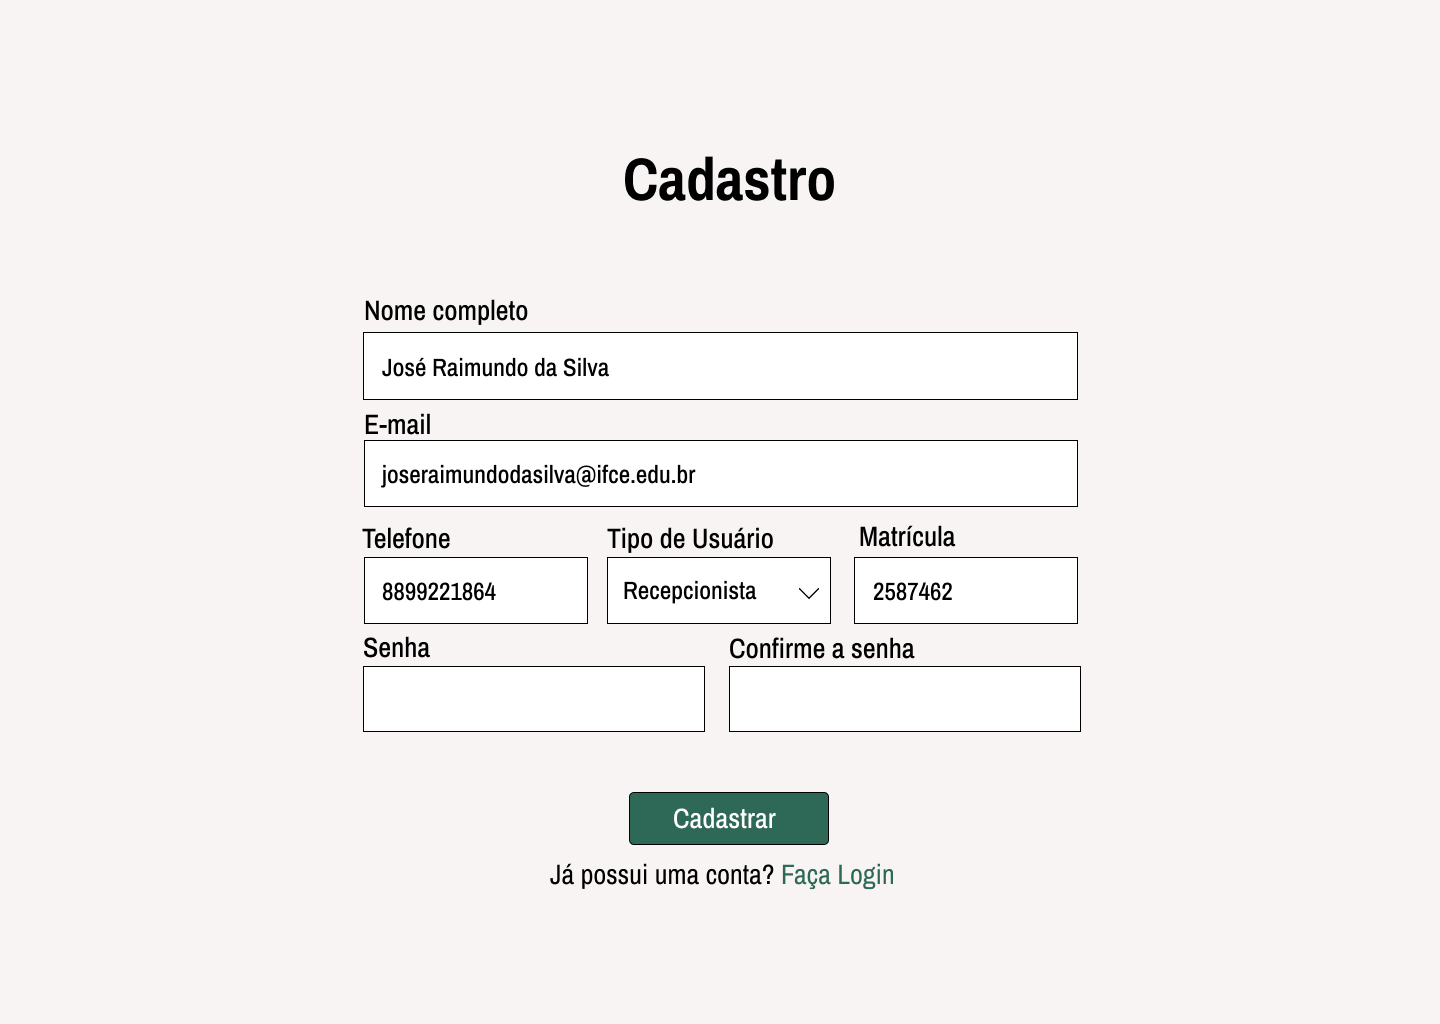 Cadastro
Nome completo
José Raimundo da Silva
E-mail
joseraimundodasilva@ifce.edu.br
Telefone Tipo de Usuário Matrícula
8899221864 Recepcionista 2587462
Senha Confirme a senha
Cadastrar
Já possui uma conta? Faça Login